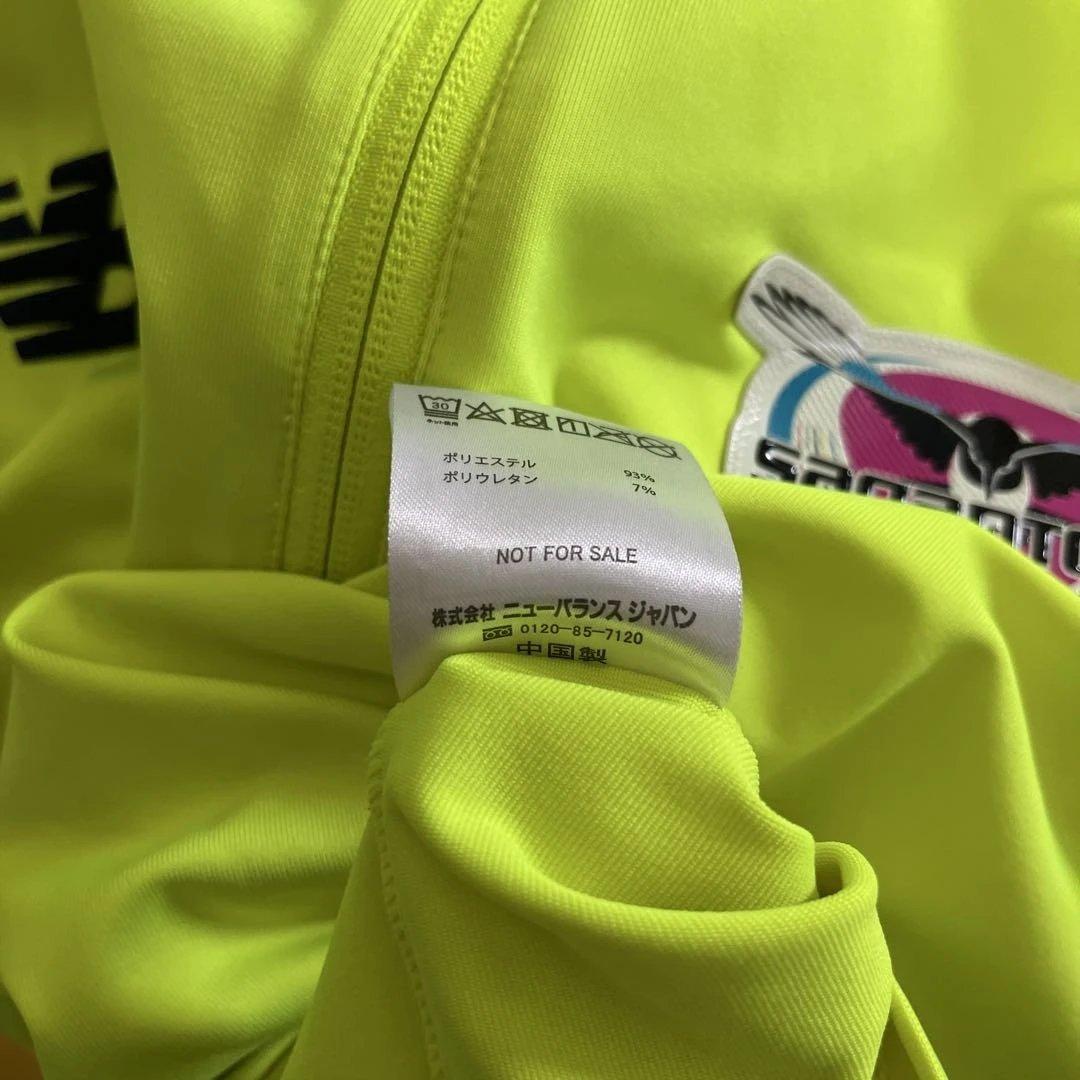 30
ネット使用
ポリエステル 93%
ポリウレタン 7%
NOT FOR SALE
株式会社 ニューバランス ジャパン
0120-85-7120
中国製